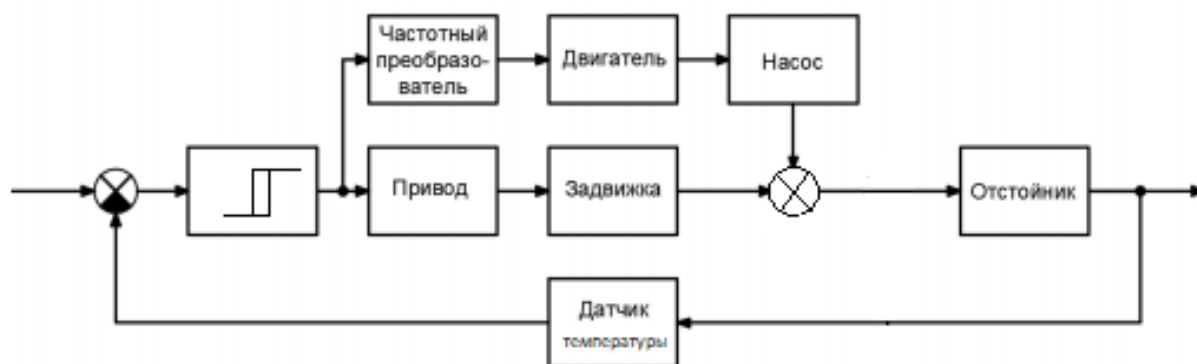 Частотный
преобразо-
ватель
Двигатель
Насос
Привод
Задвижка
Отстойник
Датчик
температуры